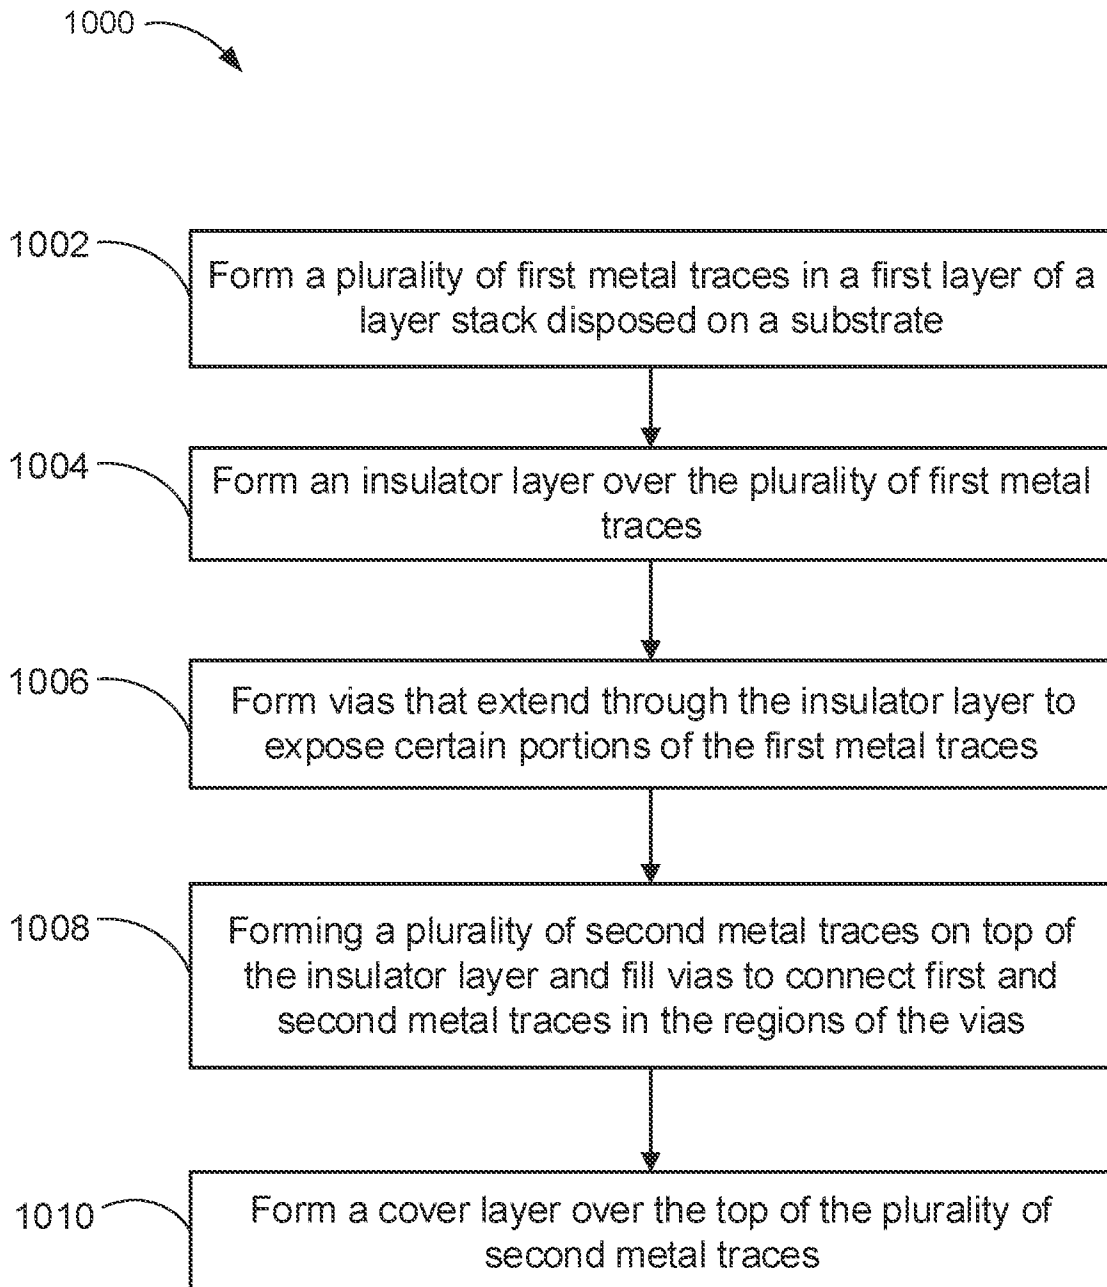 1000
1002
Form a plurality of first metal traces in a first layer of a
layer stack disposed on a substrate
1004
Form an insulator layer over the plurality of first metal
traces
1006
Form vias that extend through the insulator layer to
expose certain portions of the first metal traces
1008
Forming a plurality of second metal traces on top of
the insulator layer and fill vias to connect first and
second metal traces in the regions of the vias
1010
Form a cover layer over the top of the plurality of
second metal traces